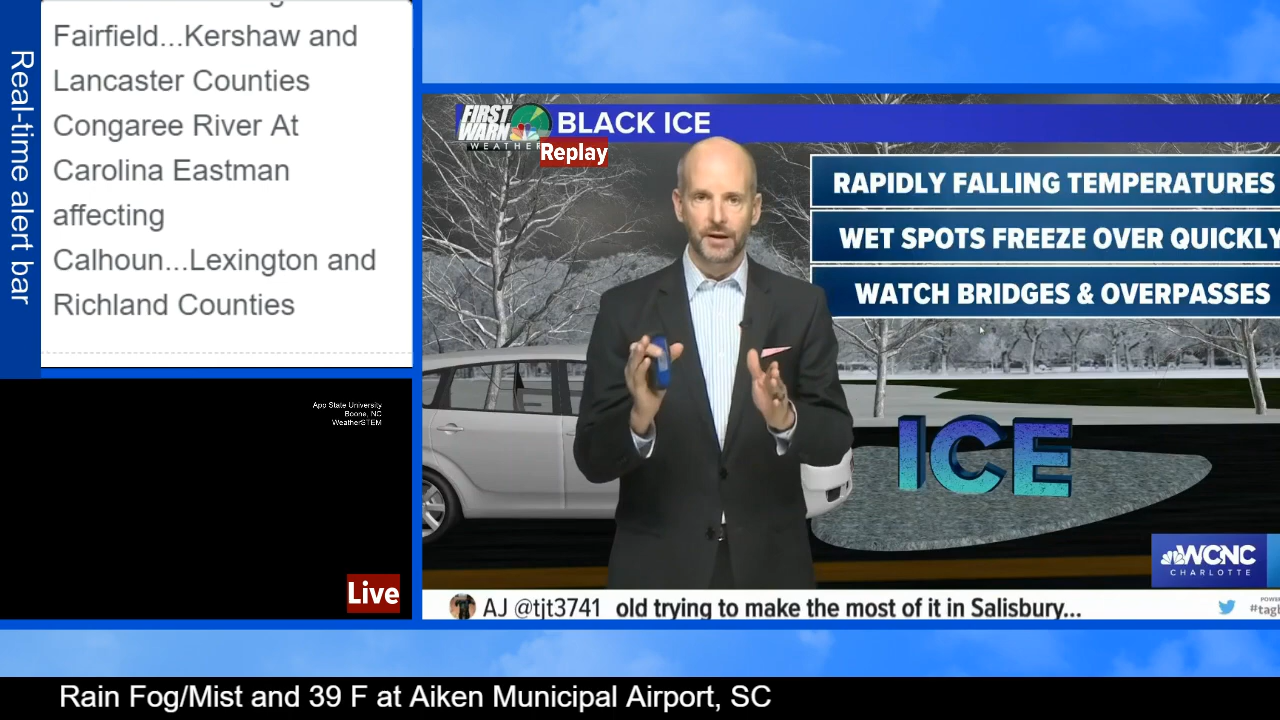 Real-time alert bar
Fairfield...Kershaw and
Lancaster Counties
Congaree River At
Carolina Eastman
affecting
Calhoun...Lexington and
Richland Counties
App State University
Boone, NC
WeatherSTEM
Live
FIRST
WARN
WEATHER
BLACK ICE
Replay
RAPIDLY FALLING TEMPERATURES
WET SPOTS FREEZE OVER QUICKLY
WATCH BRIDGES & OVERPASSES
ICE
WCNC
CHARLOTTE
AJ @tjt3741 old trying to make the most of it in Salisbury...
Rain Fog/Mist and 39 F at Aiken Municipal Airport, SC